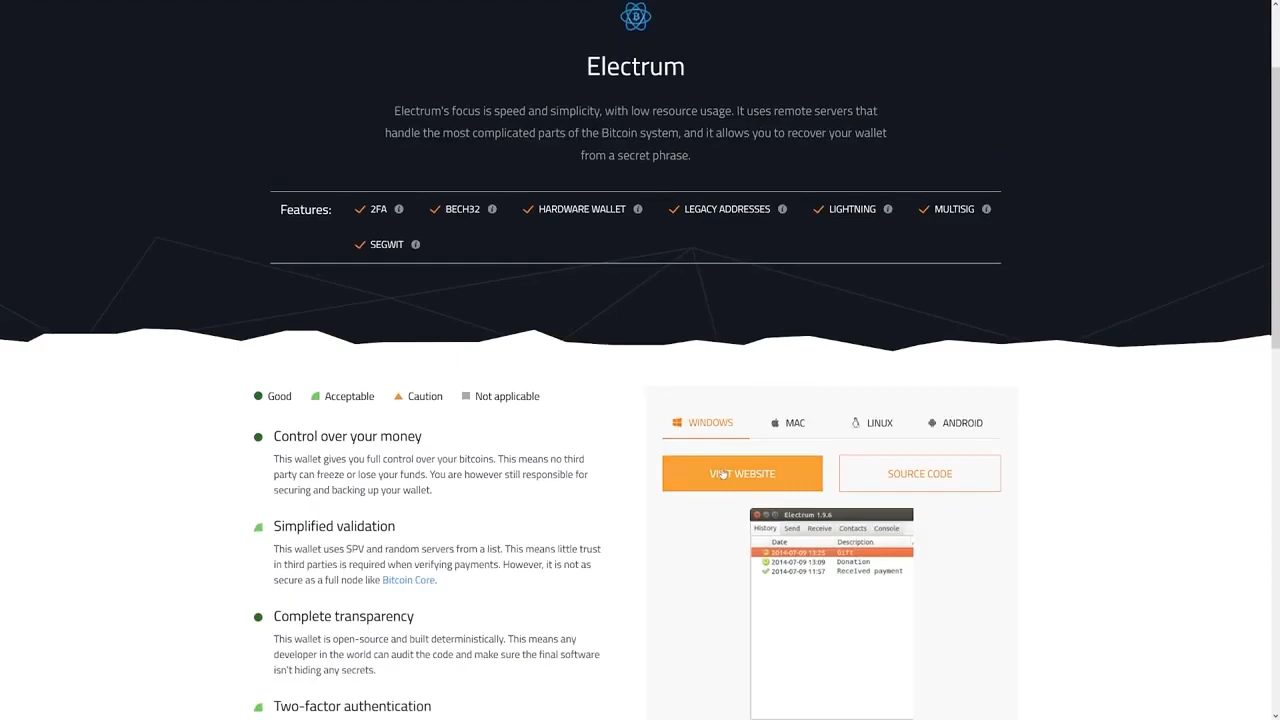 Electrum
Electrum's focus is speed and simplicity, with low resource usage. It uses remote servers that
handle the most complicated parts of the Bitcoin system, and it allows you to recover your wallet
from a secret phrase.
Features: 2FA BECH32 HARDWARE WALLET LEGACY ADDRESSES LIGHTNING MULTISIG
SEGWIT
Good Acceptable Caution Not applicable
Control over your money
This wallet gives you full control over your bitcoins. This means no third
party can freeze or lose your funds. You are however still responsible for
securing and backing up your wallet.
Simplified validation
This wallet uses SPV and random servers from a list. This means little trust
in third parties is required when verifying payments. However, it is not as
secure as a full node like Bitcoin Core.
Complete transparency
This wallet is open-source and built deterministically. This means any
developer in the world can audit the code and make sure the final software
isn't hiding any secrets.
Two-factor authentication
WINDOWS MAC LINUX ANDROID
VISIT WEBSITE SOURCE CODE
Electrum 1.9.6
History Send Receive Contacts Console
Date Description
2014-07-09 13:25 Gift
2014-07-09 13:09 Donation
2014-07-09 11:57 Received payment